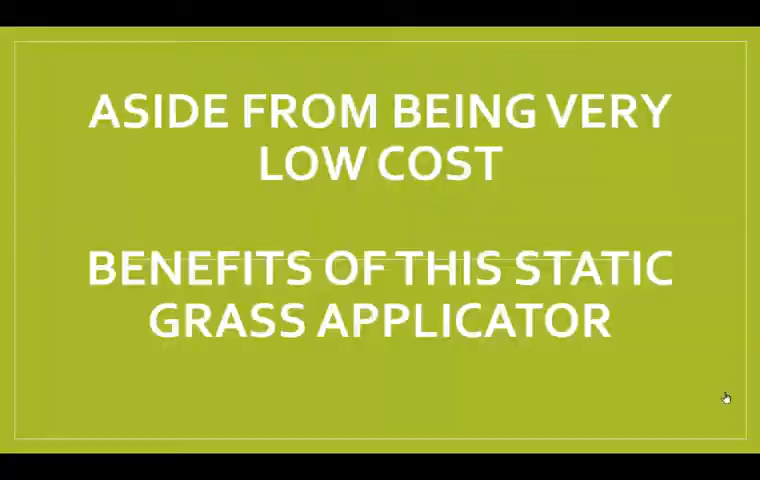 ASIDE FROM BEING VERY
LOW COST
BENEFITS OF THIS STATIC
GRASS APPLICATOR